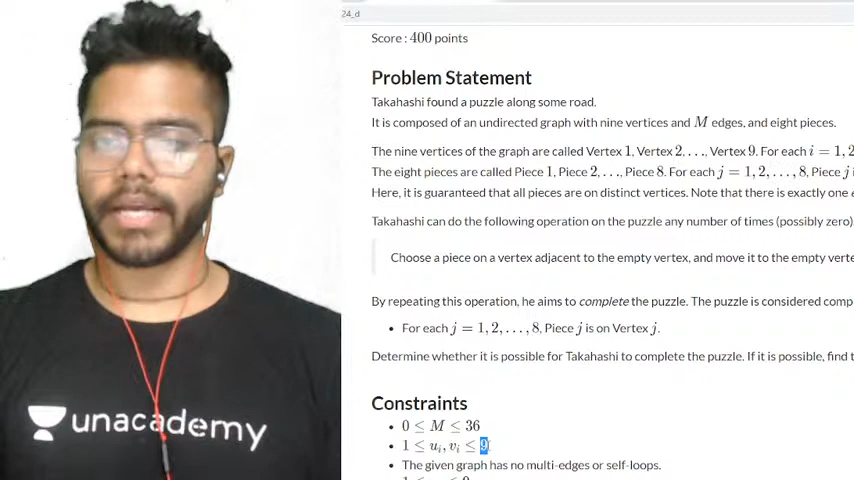 24_d
Score : 400 points
Problem Statement
Takahashi found a puzzle along some road.
It is composed of an undirected graph with nine vertices and M edges, and eight pieces.
The nine vertices of the graph are called Vertex 1, Vertex 2, …, Vertex 9. For each i = 1, 2
The eight pieces are called Piece 1, Piece 2, …, Piece 8. For each j = 1, 2, …, 8, Piece j i
Here, it is guaranteed that all pieces are on distinct vertices. Note that there is exactly one e
Takahashi can do the following operation on the puzzle any number of times (possibly zero)
Choose a piece on a vertex adjacent to the empty vertex, and move it to the empty verte
By repeating this operation, he aims to complete the puzzle. The puzzle is considered comp
• For each j = 1, 2, …, 8, Piece j is on Vertex j.
Determine whether it is possible for Takahashi to complete the puzzle. If it is possible, find t
Constraints
• 0 ≤ M ≤ 36
• 1 ≤ uᵢ, vᵢ ≤ 9
• The given graph has no multi-edges or self-loops.
unacademy